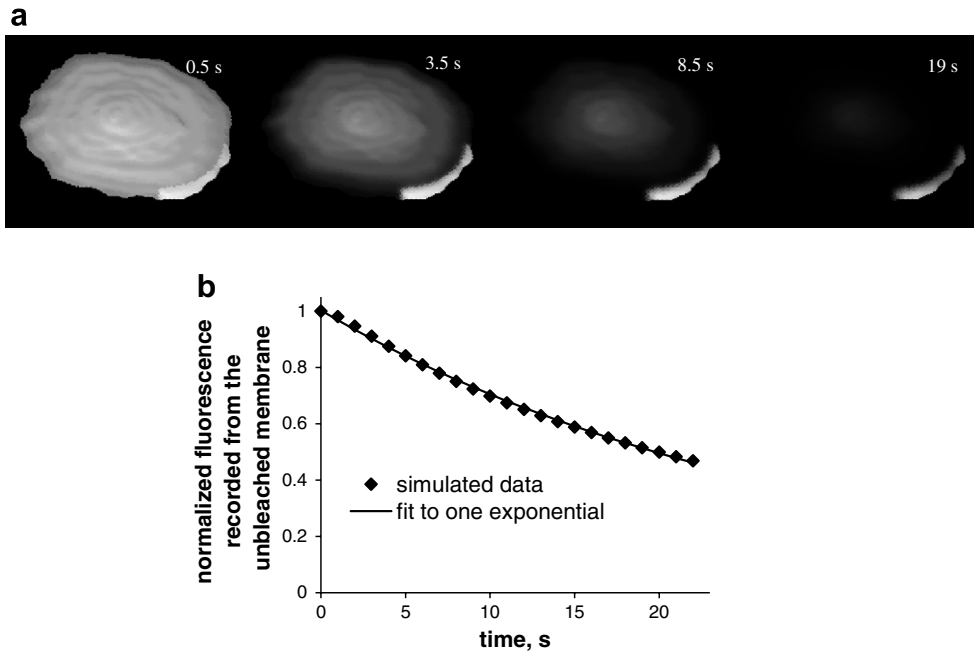 a
0.5 s
3.5 s
8.5 s
19 s
b
normalized fluorescence
recorded from the
unbleached membrane
1
0.8
0.6
0.4
0.2
0
simulated data
fit to one exponential
0
5
10
15
20
time, s